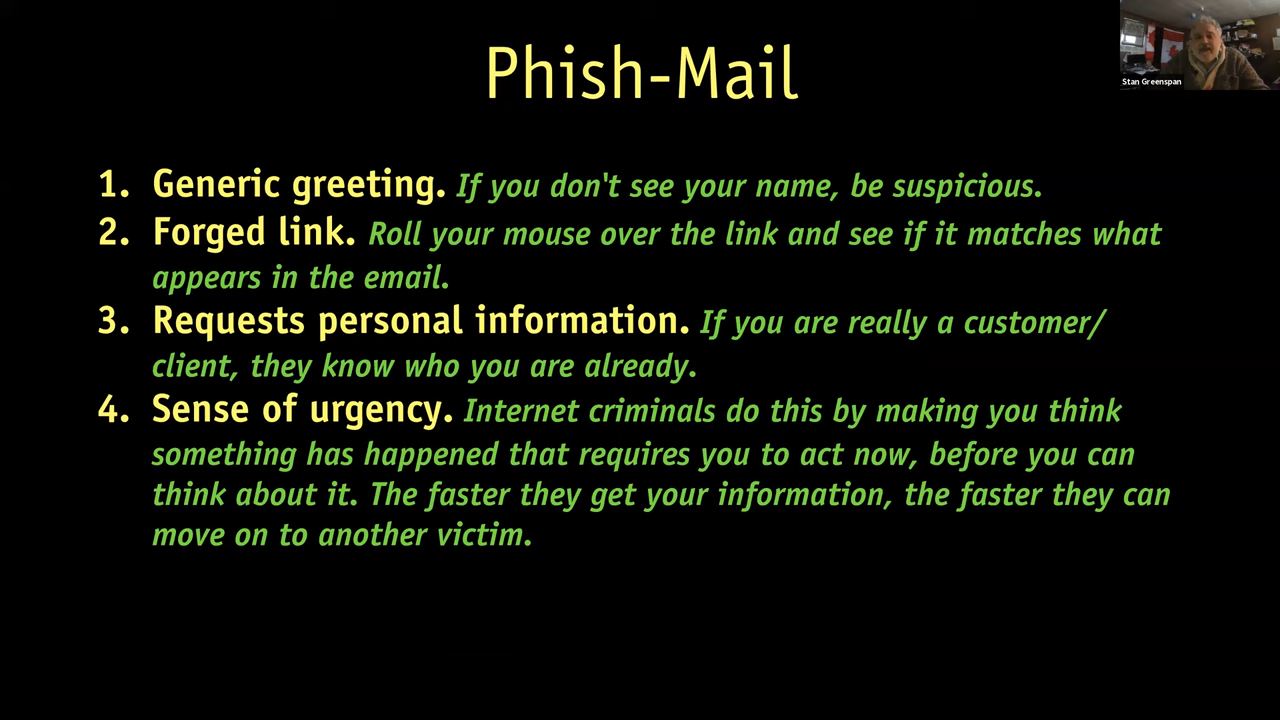 Phish-Mail
Stan Greenspan
1. Generic greeting. If you don't see your name, be suspicious.
2. Forged link. Roll your mouse over the link and see if it matches what
appears in the email.
3. Requests personal information. If you are really a customer/
client, they know who you are already.
4. Sense of urgency. Internet criminals do this by making you think
something has happened that requires you to act now, before you can
think about it. The faster they get your information, the faster they can
move on to another victim.